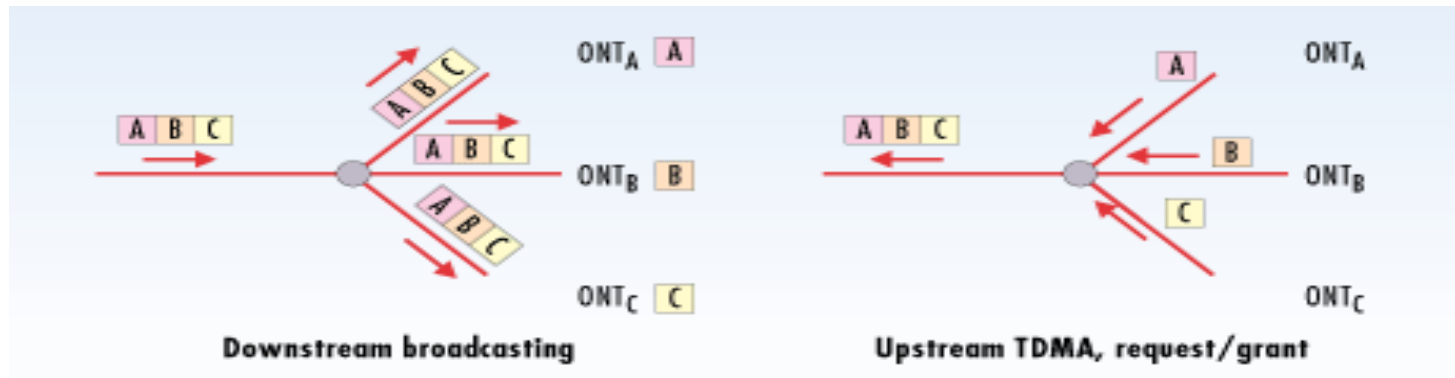 A B C
A B C
A B C
A B C
ONTA A
ONTB B
ONTC C
Downstream broadcasting
A B C
A
B
C
ONTA
ONTB
ONTC
Upstream TDMA, request/grant